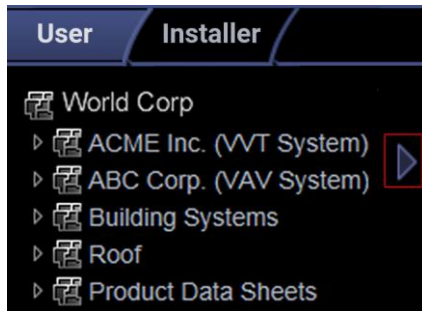 User Installer
World Corp
ACME Inc. (VVT System)
ABC Corp. (VAV System)
Building Systems
Roof
Product Data Sheets